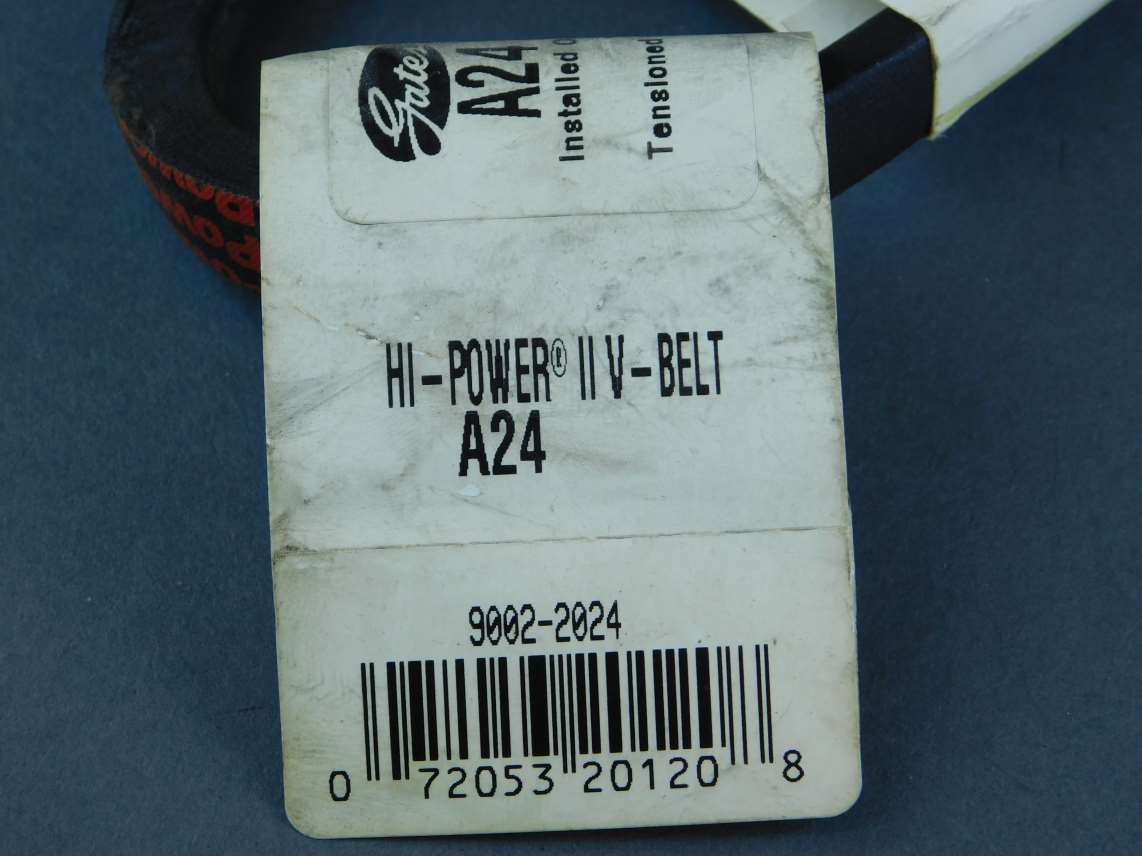 Gates
A24
Installed
Tensioned
HI-POWER® II V-BELT
A24
9002-2024
0 72053 20120 8